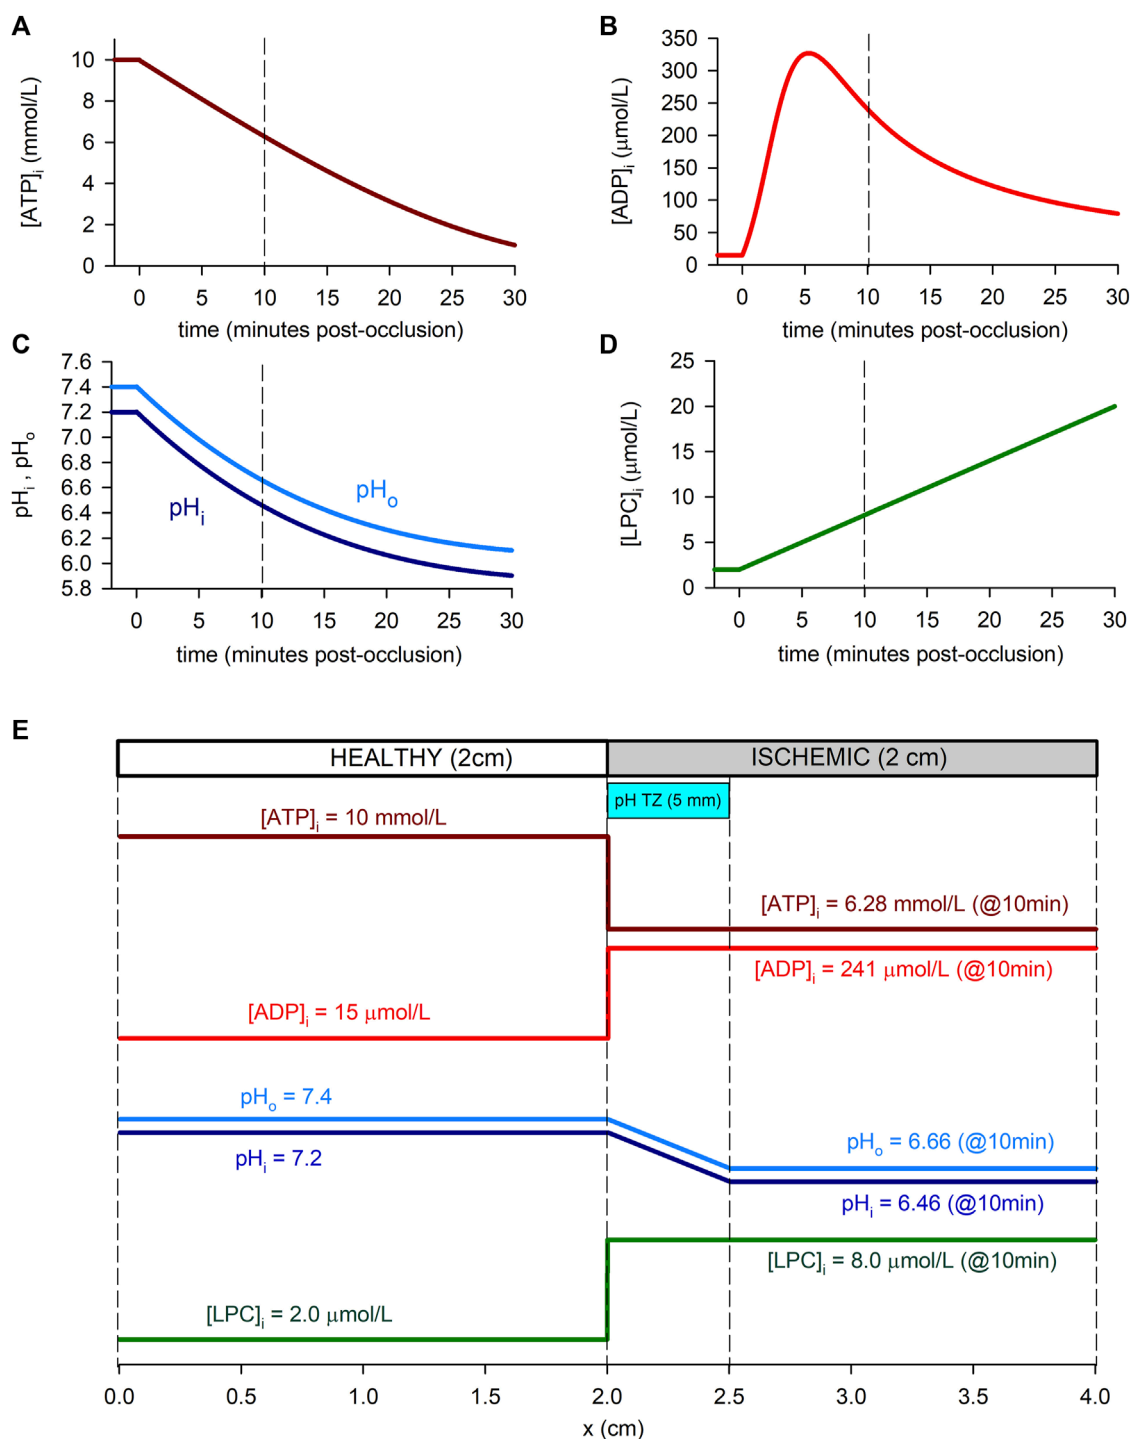 A
[ATP]i (mmol/L)
10
8
6
4
2
0
0 5 10 15 20 25 30
time (minutes post-occlusion)
B
[ADP]i (μmol/L)
350
300
250
200
150
100
50
0
0 5 10 15 20 25 30
time (minutes post-occlusion)
C
pHi , pHo
7.6
7.4
7.2
7.0
6.8
6.6
6.4
6.2
6.0
5.8
pHo
pHi
0 5 10 15 20 25 30
time (minutes post-occlusion)
D
[LPC]i (μmol/L)
25
20
15
10
5
0
0 5 10 15 20 25 30
time (minutes post-occlusion)
E
HEALTHY (2cm) ISCHEMIC (2 cm)
pH TZ (5 mm)
[ATP]i = 10 mmol/L
[ATP]i = 6.28 mmol/L (@10min)
[ADP]i = 241 μmol/L (@10min)
[ADP]i = 15 μmol/L
pHo = 7.4
pHo = 6.66 (@10min)
pHi = 7.2
pHi = 6.46 (@10min)
[LPC]i = 8.0 μmol/L (@10min)
[LPC]i = 2.0 μmol/L
0.0 0.5 1.0 1.5 2.0 2.5 3.0 3.5 4.0
x (cm)